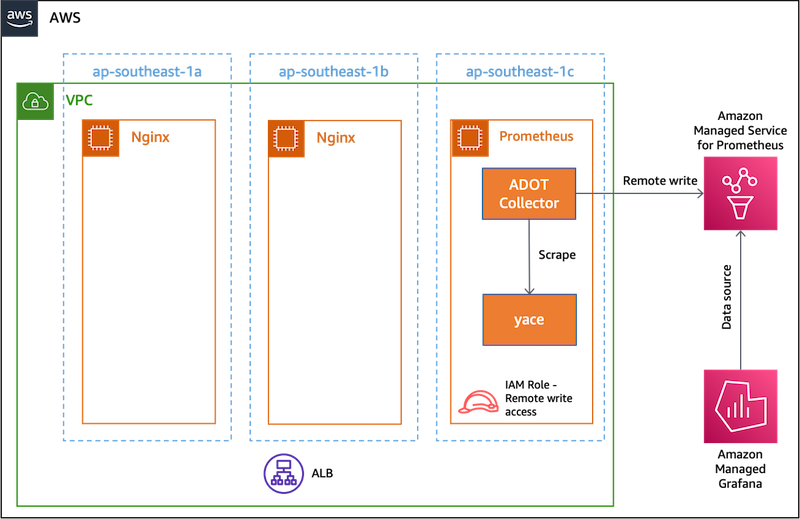 aws
AWS
ap-southeast-1a
ap-southeast-1b
ap-southeast-1c
VPC
Nginx
Nginx
Prometheus
ADOT
Collector
Scrape
yace
IAM Role -
Remote write
access
ALB
Remote write
Amazon
Managed Service
for Prometheus
Data source
Amazon
Managed
Grafana